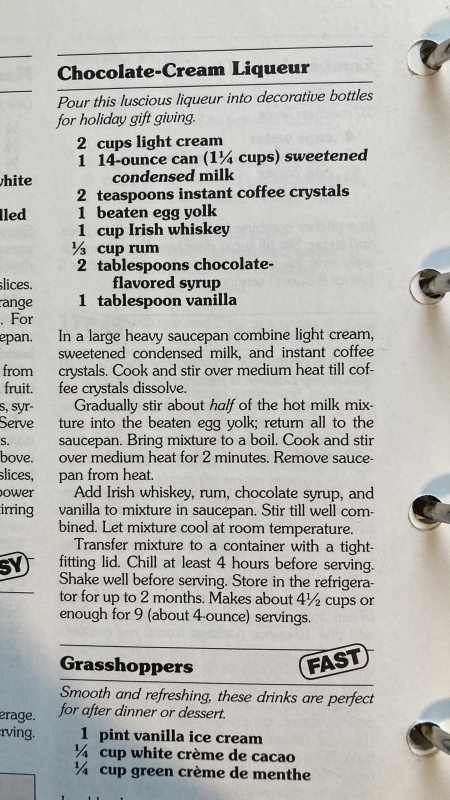 white
lled
slices.
range
. For
epan.
from
fruit.
s, syr-
Serve
s.
bove.
slices,
power
tirring
SY
erage.
rving.
Chocolate-Cream Liqueur
Pour this luscious liqueur into decorative bottles
for holiday gift giving.
2 cups light cream
1 14-ounce can (1¼ cups) sweetened
condensed milk
2 teaspoons instant coffee crystals
1 beaten egg yolk
1 cup Irish whiskey
⅓ cup rum
2 tablespoons chocolate-
flavored syrup
1 tablespoon vanilla
In a large heavy saucepan combine light cream,
sweetened condensed milk, and instant coffee
crystals. Cook and stir over medium heat till cof-
fee crystals dissolve.
Gradually stir about half of the hot milk mix-
ture into the beaten egg yolk; return all to the
saucepan. Bring mixture to a boil. Cook and stir
over medium heat for 2 minutes. Remove sauce-
pan from heat.
Add Irish whiskey, rum, chocolate syrup, and
vanilla to mixture in saucepan. Stir till well com-
bined. Let mixture cool at room temperature.
Transfer mixture to a container with a tight-
fitting lid. Chill at least 4 hours before serving.
Shake well before serving. Store in the refrigera-
tor for up to 2 months. Makes about 4½ cups or
enough for 9 (about 4-ounce) servings.
Grasshoppers FAST
Smooth and refreshing, these drinks are perfect
for after dinner or dessert.
1 pint vanilla ice cream
¼ cup white crème de cacao
¼ cup green crème de menthe